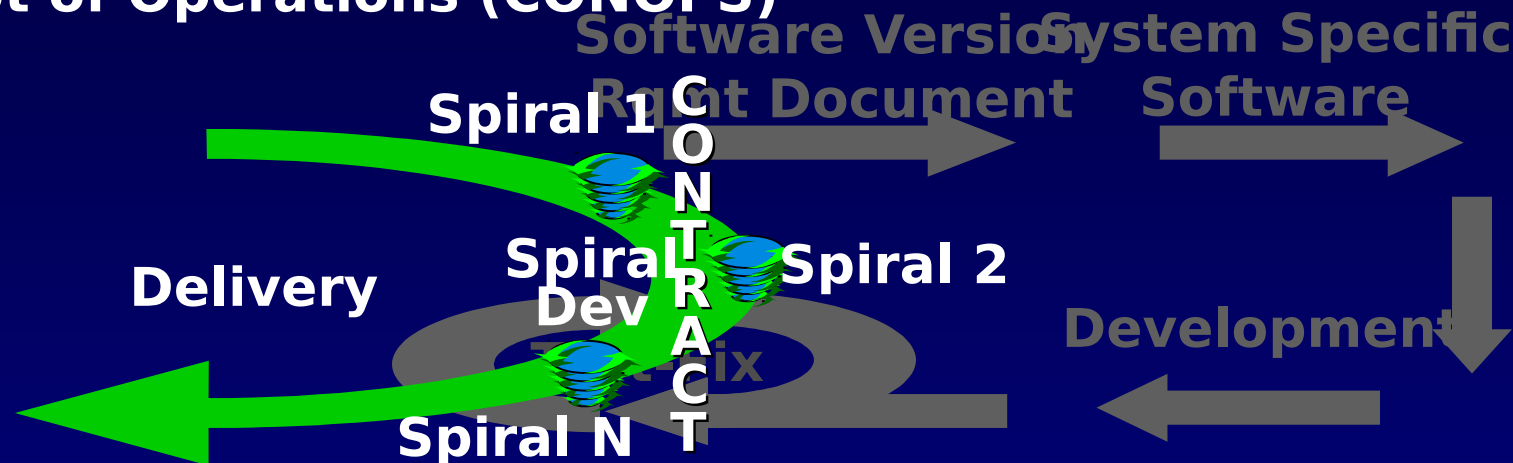 t of Operations (CONOPS)
Software Version
Rqmt Document
System Specific
Software
Spiral 1
CONTRACT
Spiral
Dev
Spiral 2
Delivery
Development
Spiral N